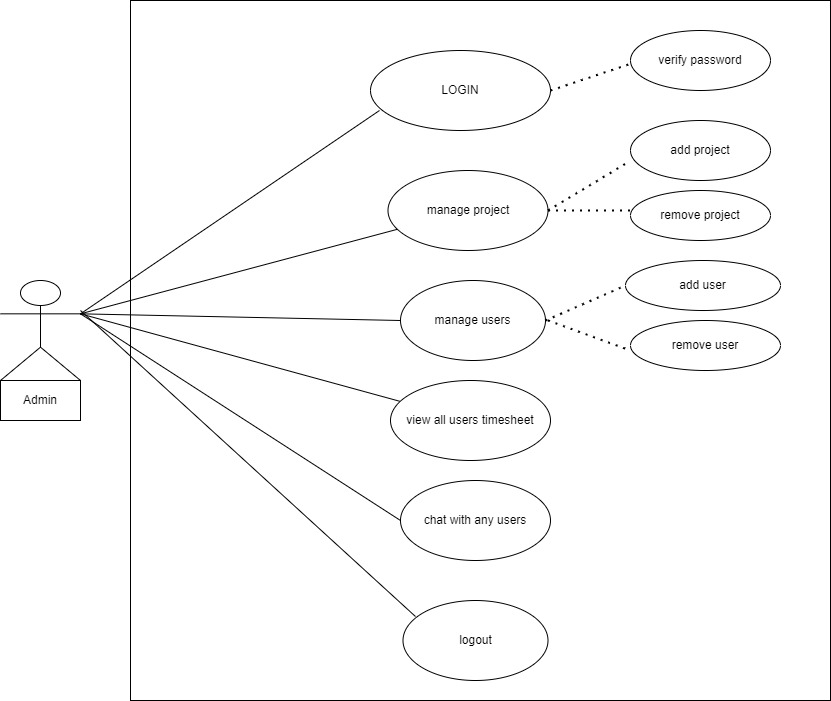 LOGIN
verify password
manage project
add project
remove project
manage users
add user
remove user
Admin
view all users timesheet
chat with any users
logout